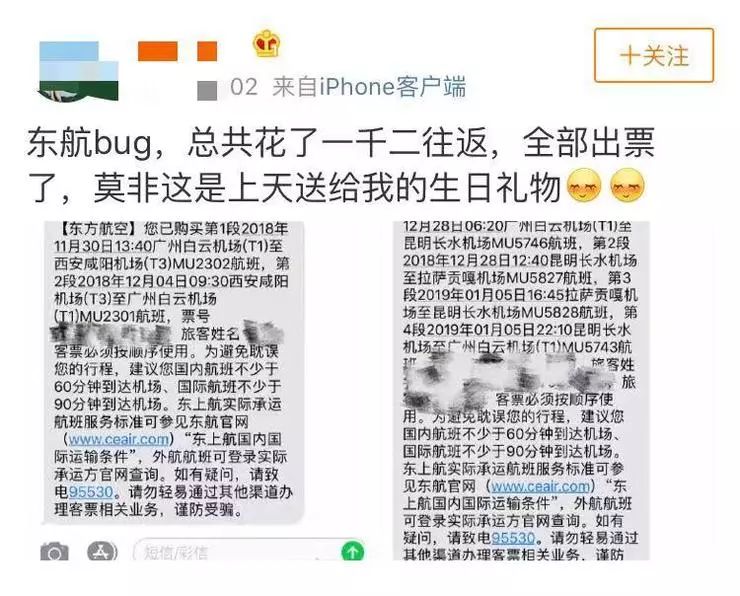 02 来自iPhone客户端
十关注
东航bug，总共花了一千二往返，全部出票
了，莫非这是上天送给我的生日礼物
【东方航空】您已购买第1段2018年
11月30日13:40广州白云机场(T1)至
西安咸阳机场(T3)MU2302航班，第
2段2018年12月04日09:30西安咸阳
机场(T3)至广州白云机场
(T1)MU2301航班，票号
旅客姓名
客票必须按顺序使用。为避免耽误
您的行程，建议您国内航班不少于
60分钟到达机场、国际航班不少于
90分钟到达机场。东上航实际承运
航班服务标准可参见东航官网
(www.ceair.com) “东上航国内国
际运输条件”，外航航班可登录实际
承运方官网查询。如有疑问，请致
电95530。请勿轻易通过其他渠道办
理客票相关业务，谨防受骗。
短信/彩信
12月28日06:20广州白云机场(T1)至
昆明长水机场MU5746航班，第2段
2018年12月28日12:40昆明长水机场
至拉萨贡嘎机场MU5827航班，第3
段2019年01月05日16:45拉萨贡嘎机
场至昆明长水机场MU5828航班，第
4段2019年01月05日22:10昆明长水
机场至广州白云机场(T1)MU5743航
班
旅客姓
旅
客票必须按顺序使
用。为避免耽误您的行程，建议您
国内航班不少于60分钟到达机场、
国际航班不少于90分钟到达机场。
东上航实际承运航班服务标准可参
见东航官网 (www.ceair.com) “东
上航国内国际运输条件”，外航航班
可登录实际承运方官网查询。如有
疑问，请致电95530。请勿轻易通过
其他渠道办理客票相关业务，谨防